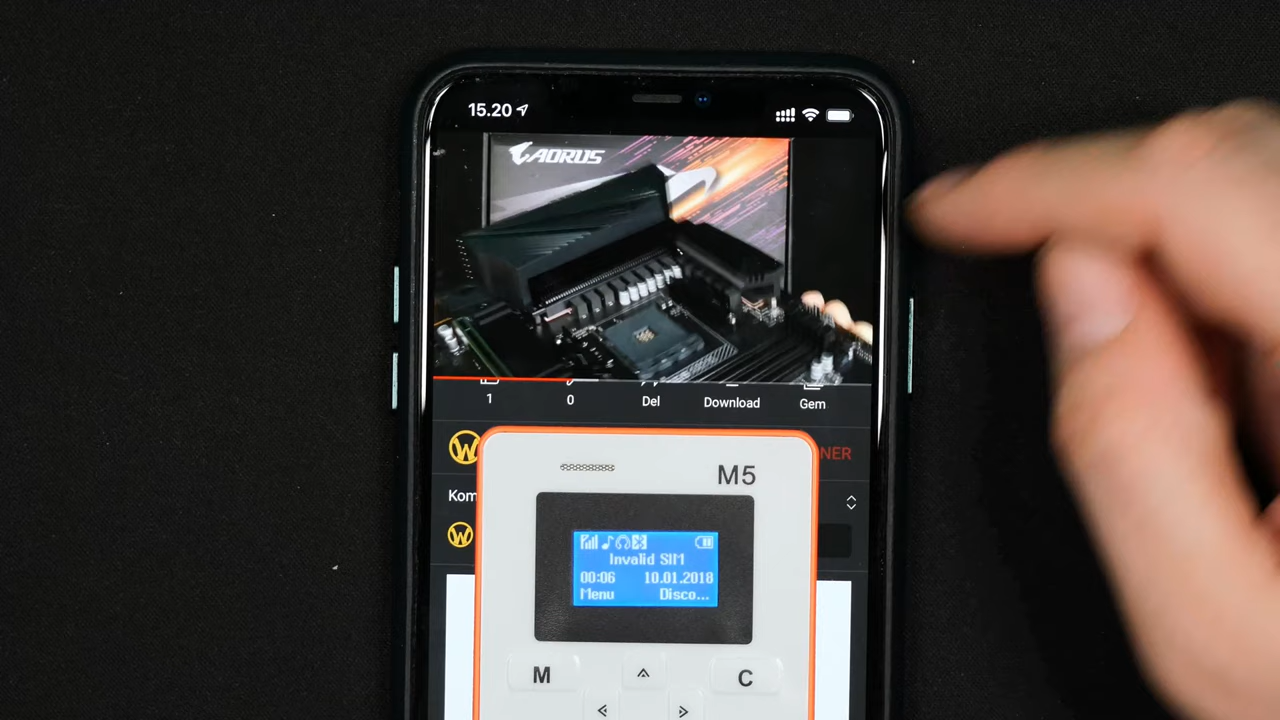 15.20
AORUS
1 0 Del Download Gem
NER
M5
Kom
Invalid SIM1
00:06 10.01.2018
Menu Disco...
M C